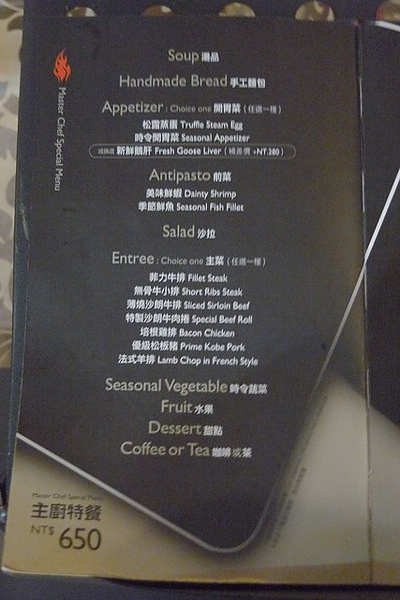 Master Chef Special Menu
Soup 湯品
Handmade Bread 手工麵包
Appetizer : Choice one 開胃菜 (任選一種)
松露蒸蛋 Truffle Steam Egg
時令開胃菜 Seasonal Appetizer
新鮮鵝肝 Fresh Goose Liver (補差價 +NT.280)
Antipasto 前菜
美味鮮蝦 Dainty Shrimp
季節鮮魚 Seasonal Fish Fillet
Salad 沙拉
Entree : Choice one 主菜 (任選一種)
菲力牛排 Fillet Steak
無骨牛小排 Short Ribs Steak
薄燒沙朗牛肉 Sliced Sirloin Beef
特製沙朗牛肉捲 Special Beef Roll
培根雞肉 Bacon Chicken
優級松板豬 Prime Kobe Pork
法式羊排 Lamb Chop in French Style
Seasonal Vegetable 時令蔬菜
Fruit 水果
Dessert 甜點
Coffee or Tea 咖啡或茶
Master Chef Special Menu
主廚特餐
NT$ 650